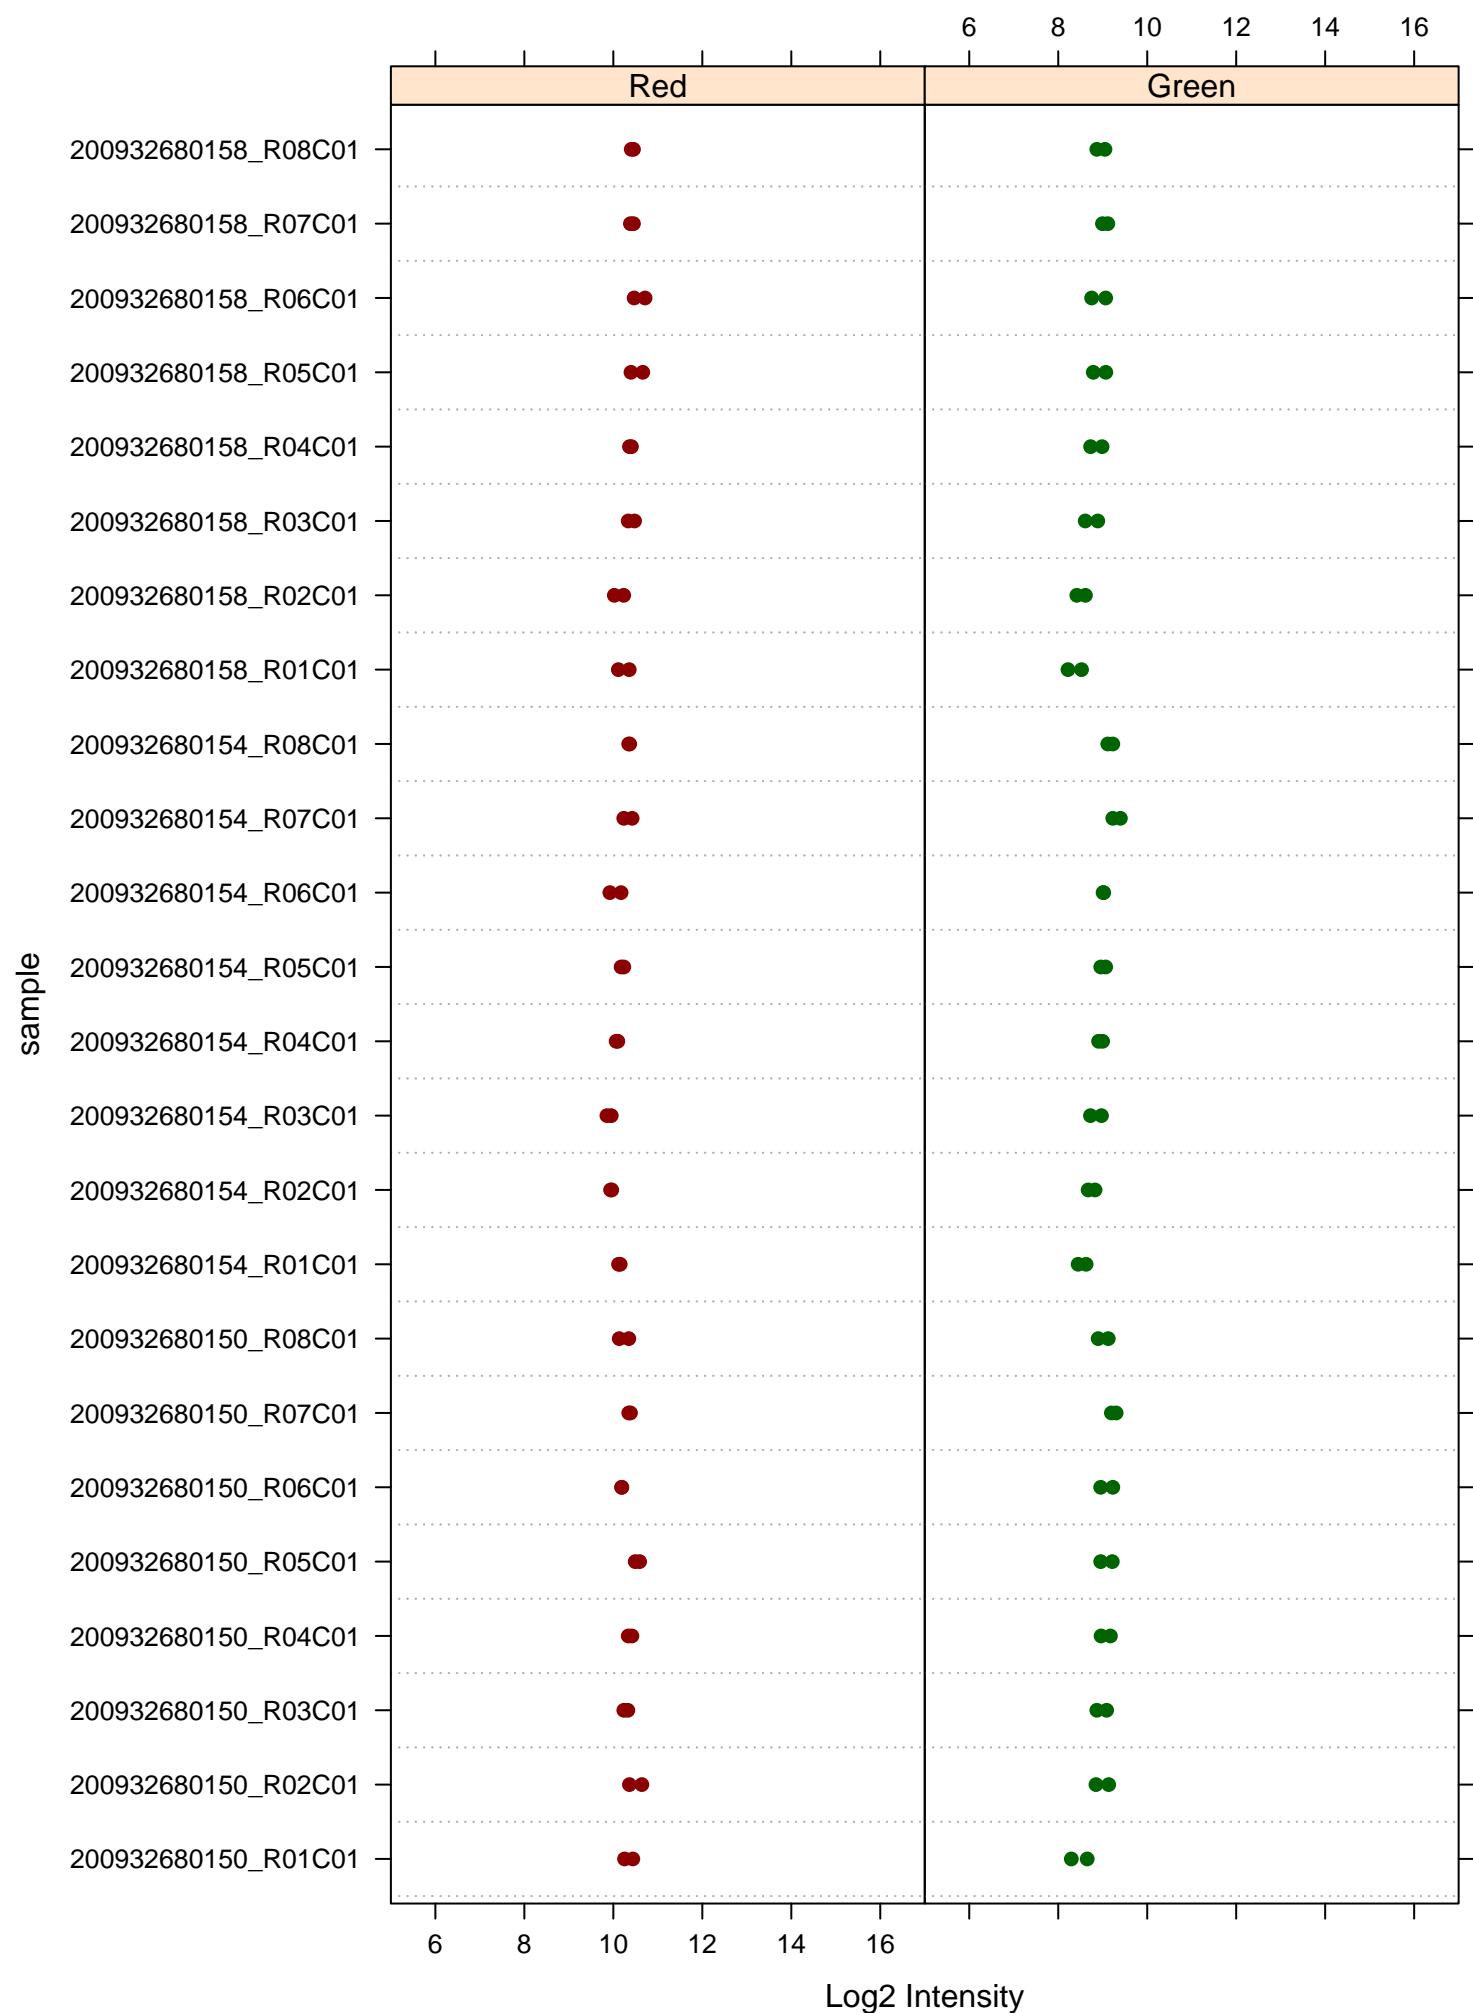 6 8 10 12 14 16
Red Green
200932680158_R08C01
200932680158_R07C01
200932680158_R06C01
200932680158_R05C01
200932680158_R04C01
200932680158_R03C01
200932680158_R02C01
200932680158_R01C01
200932680154_R08C01
200932680154_R07C01
200932680154_R06C01
200932680154_R05C01
200932680154_R04C01
200932680154_R03C01
200932680154_R02C01
200932680154_R01C01
200932680150_R08C01
200932680150_R07C01
200932680150_R06C01
200932680150_R05C01
200932680150_R04C01
200932680150_R03C01
200932680150_R02C01
200932680150_R01C01
sample
6 8 10 12 14 16
Log2 Intensity